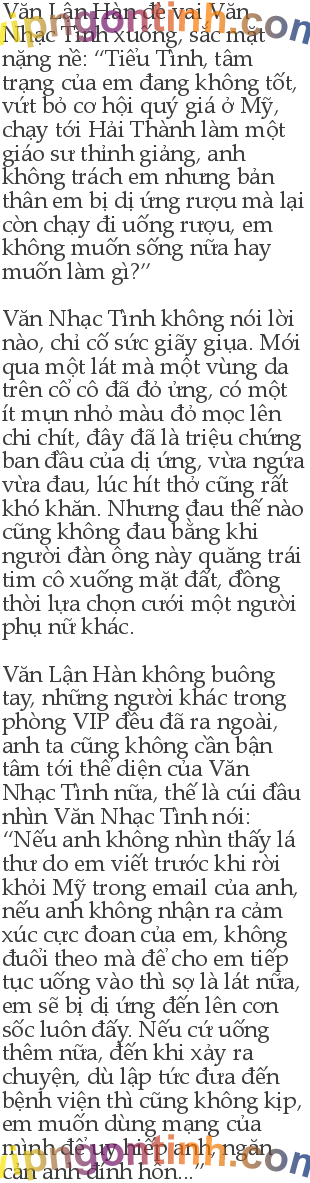 Văn Lận Hàn đè vai Văn
Nhạc Tình xuống, sắc mặt
nặng nề: “Tiểu Tình, tâm
trạng của em đang không tốt,
vứt bỏ cơ hội quý giá ở Mỹ,
chạy tới Hải Thành làm một
giáo sư thỉnh giảng, anh
không trách em nhưng bản
thân em bị dị ứng rượu mà lại
còn chạy đi uống rượu, em
không muốn sống nữa hay
muốn làm gì?”
Văn Nhạc Tình không nói lời
nào, chỉ cố sức giãy giụa. Mới
qua một lát mà một vùng da
trên cổ cô đã đỏ ửng, có một
ít mụn nhỏ màu đỏ mọc lên
chi chít, đây đã là triệu chứng
ban đầu của dị ứng, vừa ngứa
vừa đau, lúc hít thở cũng rất
khó khăn. Nhưng đau thế nào
cũng không đau bằng khi
người đàn ông này quăng trái
tim cô xuống mặt đất, đồng
thời lựa chọn cưới một người
phụ nữ khác.
Văn Lận Hàn không buông
tay, những người khác trong
phòng VIP đều đã ra ngoài,
anh ta cũng không cần bận
tâm tới thể diện của Văn
Nhạc Tình nữa, thế là cúi đầu
nhìn Văn Nhạc Tình nói:
“Nếu anh không nhìn thấy lá
thư do em viết trước khi rời
khỏi Mỹ trong email của anh,
nếu anh không nhận ra cảm
xúc cực đoan của em, không
đuổi theo mà để cho em tiếp
tục uống vào thì sợ là lát nữa,
em sẽ bị dị ứng đến lên cơn
sốc luôn đấy. Nếu cứ uống
thêm nữa, đến khi xảy ra
chuyện, dù lập tức đưa đến
bệnh viện thì cũng không kịp,
em muốn dùng mạng của
mình để uy hiếp anh, ngăn
cản anh đính hôn...”
vipngontinh.com
vipngontinh.com